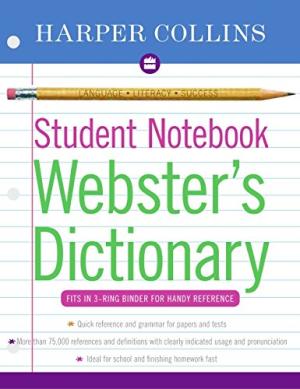 HARPER COLLINS
LANGUAGE • LITERACY • SUCCESS
Student Notebook
Webster's
Dictionary
FITS IN 3-RING BINDER FOR HANDY REFERENCE
* Quick reference and grammar for papers and tests
* More than 75,000 references and definitions with clearly indicated usage and pronunciation
* Ideal for school and finishing homework fast